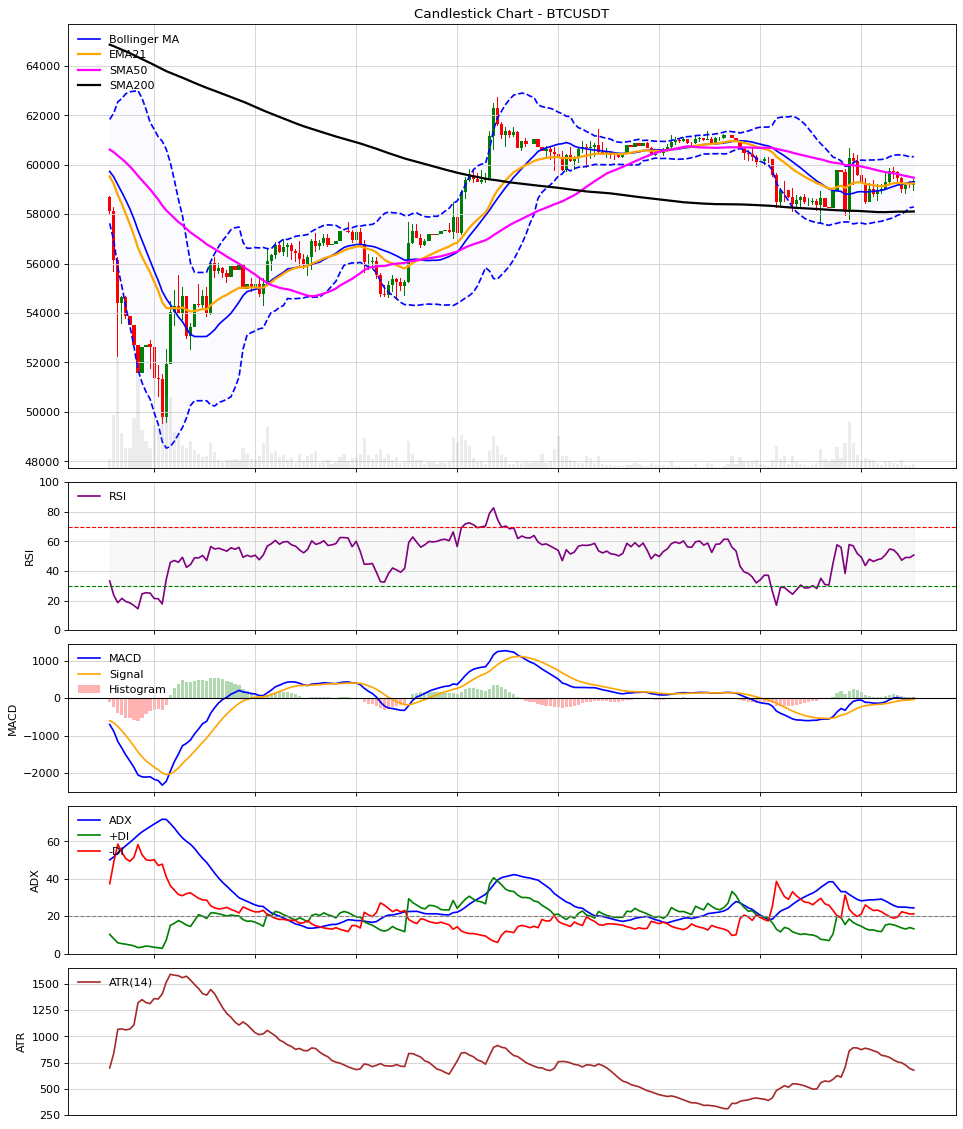 Candlestick Chart - BTCUSDT
Bollinger MA
EMA21
SMA50
SMA200
64000
62000
60000
58000
56000
54000
52000
50000
48000
RSI
RSI
100
80
60
40
20
0
MACD
Signal
Histogram
MACD
1000
0
−1000
−2000
ADX
+DI
-DI
ADX
60
40
20
0
ATR(14)
ATR
1500
1250
1000
750
500
250